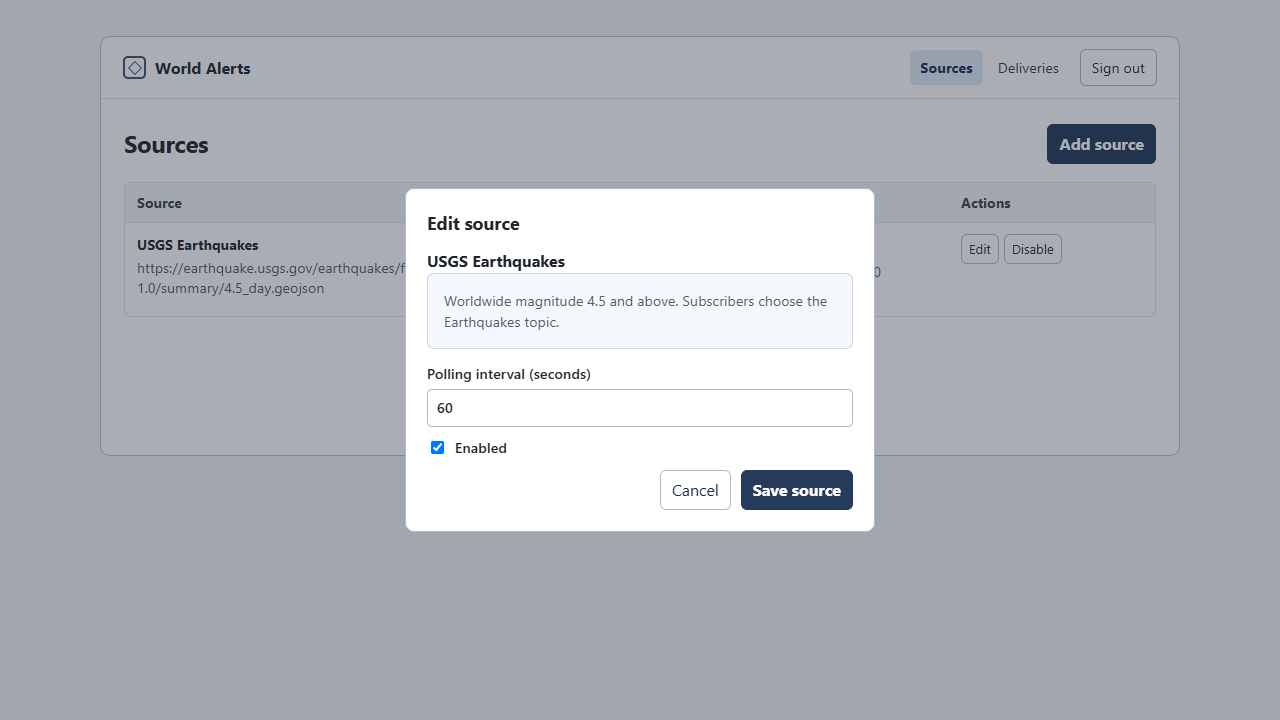 World Alerts
Sources
Deliveries
Sign out
Sources
Add source
Source
Actions
USGS Earthquakes
https://earthquake.usgs.gov/earthquakes/f
1.0/summary/4.5_day.geojson
0
Edit
Disable
Edit source
USGS Earthquakes
Worldwide magnitude 4.5 and above. Subscribers choose the
Earthquakes topic.
Polling interval (seconds)
60
Enabled
Cancel
Save source